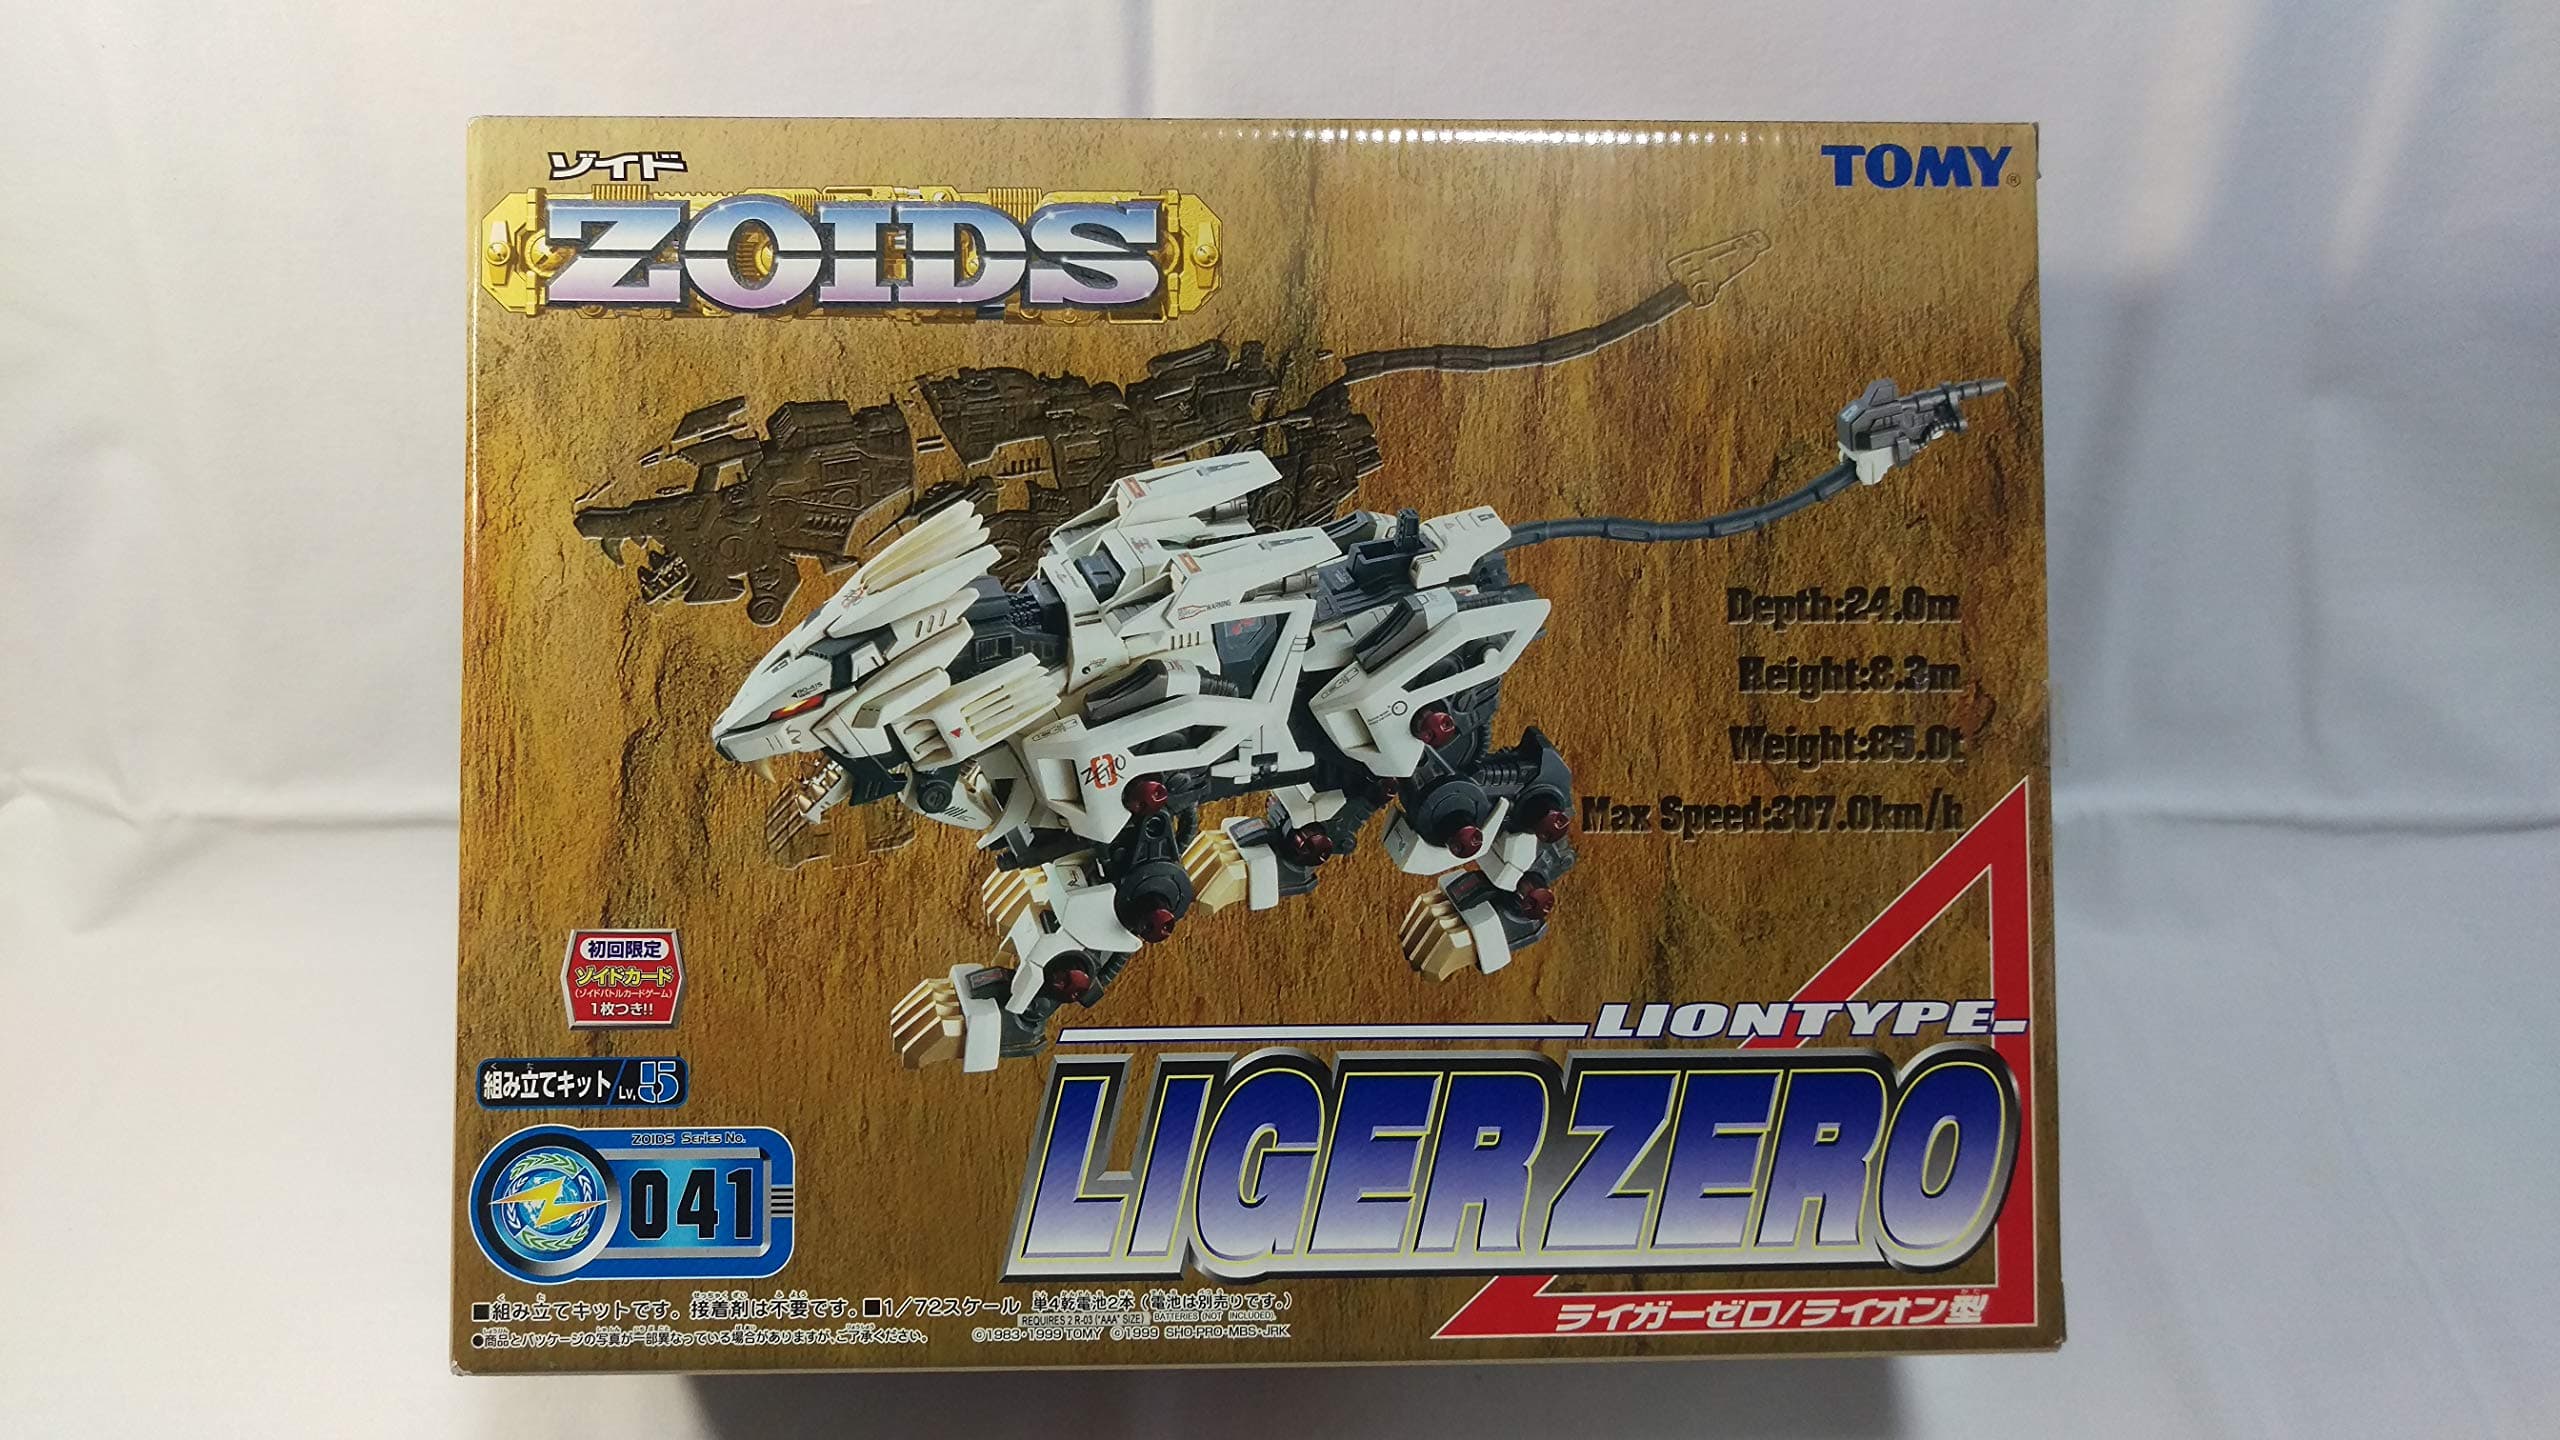 ゾイド
ZOIDS
TOMY®
Depth:24.0m
Height:8.3m
Weight:85.0t
Max Speed:307.0km/h
WARNING
ZERO
初回限定
ゾイドカード
(ゾイドバトルカードゲーム)
1枚つき!!
組み立てキット/Lv,5
ZOIDS Series No.
041
LIONTYPE
LIGER ZERO
ライガーゼロ/ライオン型
■組み立てキットです。接着剤は不要です。■1/72スケール 単4乾電池2本(電池は別売りです。)
REQUIRES 2 R-03 ("AAA" SIZE) BATTERIES (NOT INCLUDED).
●商品とパッケージの写真が一部異なっている場合がありますが、ご了承ください。 ©1983・1999 TOMY ©1999 SHO-PRO・MBS・JRK